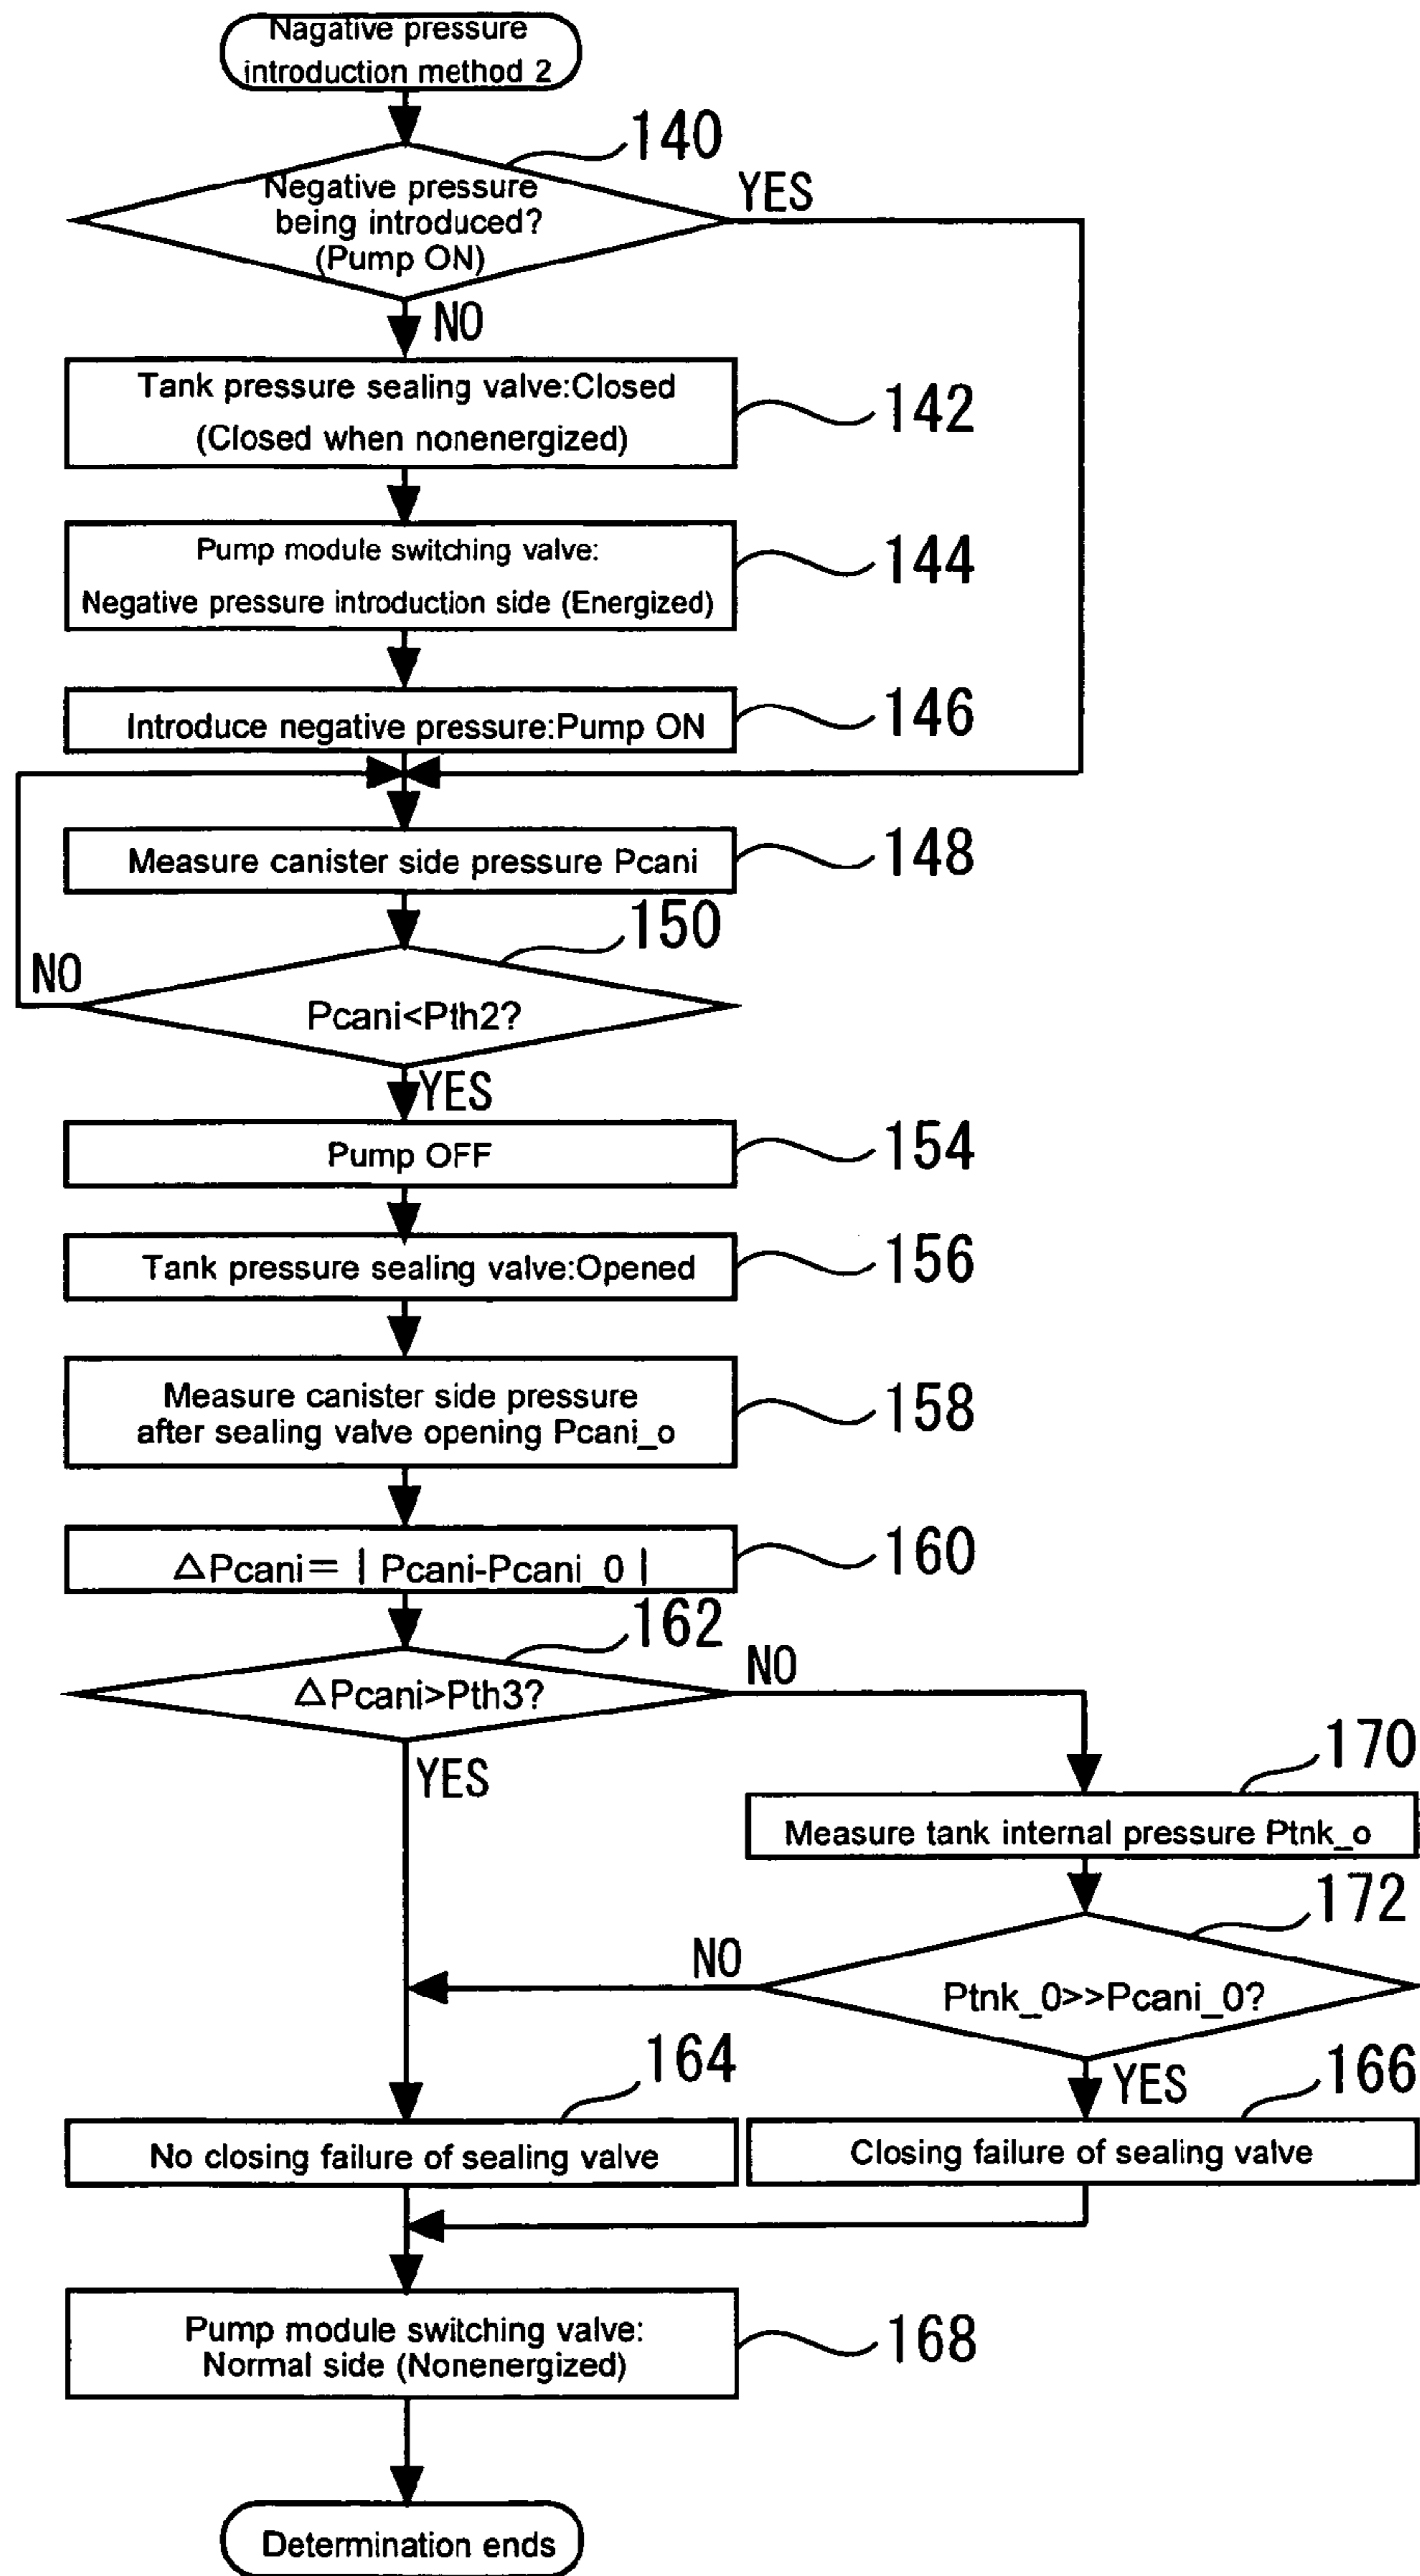 Nagative pressure
introduction method 2
140
Negative pressure
being introduced?
(Pump ON)
YES
NO
Tank pressure sealing valve:Closed
(Closed when nonenergized)
142
Pump module switching valve:
Negative pressure introduction side (Energized)
144
Introduce negative pressure:Pump ON
146
Measure canister side pressure Pcani
148
150
NO
Pcani<Pth2?
YES
Pump OFF
154
Tank pressure sealing valve:Opened
156
Measure canister side pressure
after sealing valve opening Pcani_o
158
△Pcani=｜Pcani-Pcani_0｜
160
162
NO
△Pcani>Pth3?
YES
170
Measure tank internal pressure Ptnk_o
172
NO
Ptnk_0>>Pcani_0?
164
YES
166
No closing failure of sealing valve
Closing failure of sealing valve
Pump module switching valve:
Normal side (Nonenergized)
168
Determination ends